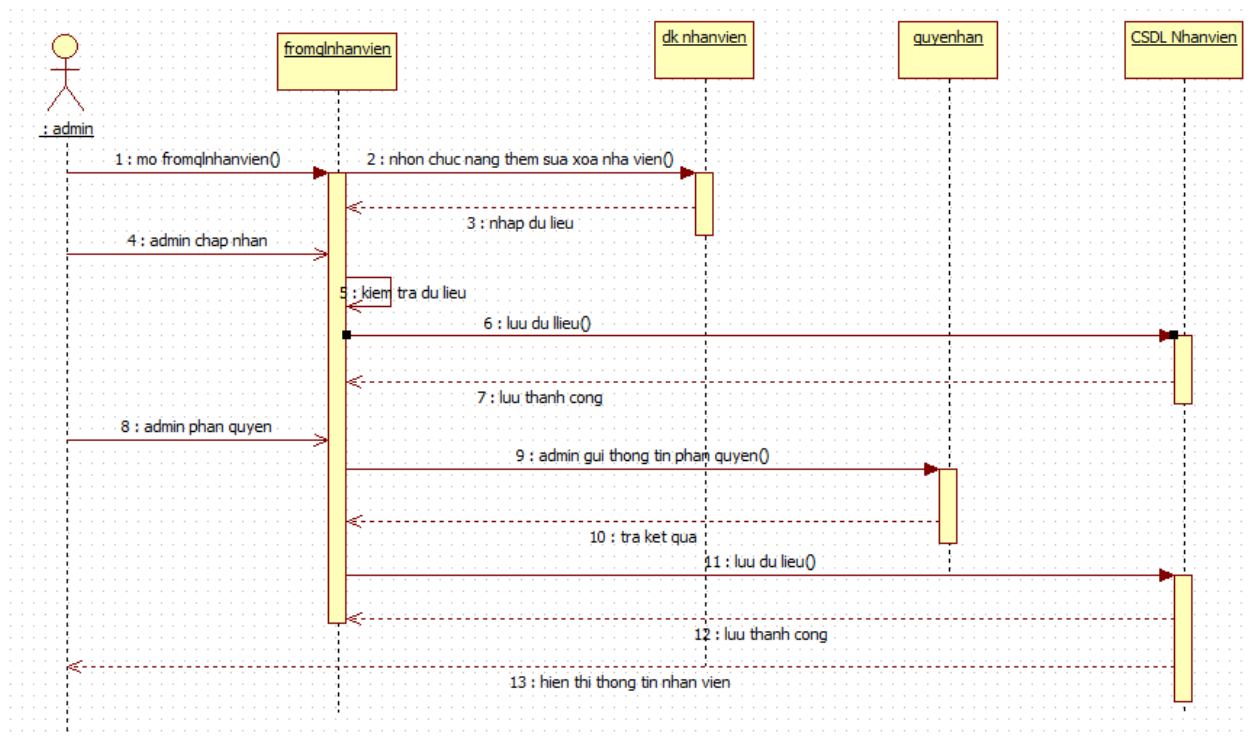 fromqlnhanvien
dk nhanvien
quyenhan
CSDL Nhanvien
: admin
1 : mo fromqlnhanvien()
2 : nhon chuc nang them sua xoa nha vien()
3 : nhap du lieu
4 : admin chap nhan
5 : kiem tra du lieu
6 : luu du llieu()
7 : luu thanh cong
8 : admin phan quyen
9 : admin gui thong tin phan quyen()
10 : tra ket qua
11 : luu du lieu()
12 : luu thanh cong
13 : hien thi thong tin nhan vien